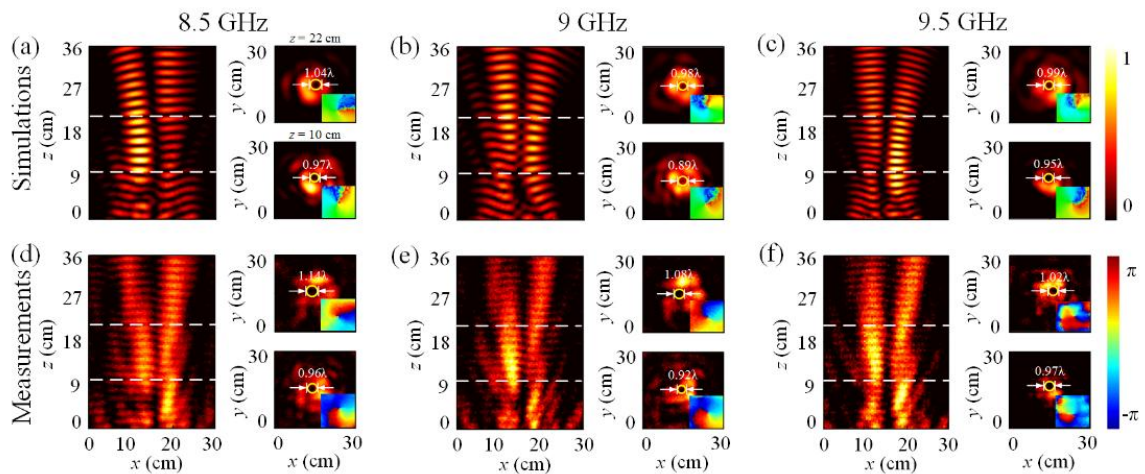 8.5 GHz 9 GHz 9.5 GHz
(a) (b) (c)
Simulations
36 27 18 9 0
z (cm)
z = 22 cm
30 0
y (cm)
1.04λ
z = 10 cm
30 0
y (cm)
0.97λ
36 27 18 9 0
z (cm)
30 0
y (cm)
0.98λ
30 0
y (cm)
0.89λ
36 27 18 9 0
z (cm)
30 0
y (cm)
0.99λ
30 0
y (cm)
0.95λ
1
0
(d) (e) (f)
Measurements
36 27 18 9 0
z (cm)
0 10 20 30
x (cm)
30 0
y (cm)
1.14λ
30 0
y (cm)
0.96λ
0 30
x (cm)
36 27 18 9 0
z (cm)
0 10 20 30
x (cm)
30 0
y (cm)
1.08λ
30 0
y (cm)
0.92λ
0 30
x (cm)
36 27 18 9 0
z (cm)
0 10 20 30
x (cm)
30 0
y (cm)
1.02λ
30 0
y (cm)
0.97λ
0 30
x (cm)
π
-π